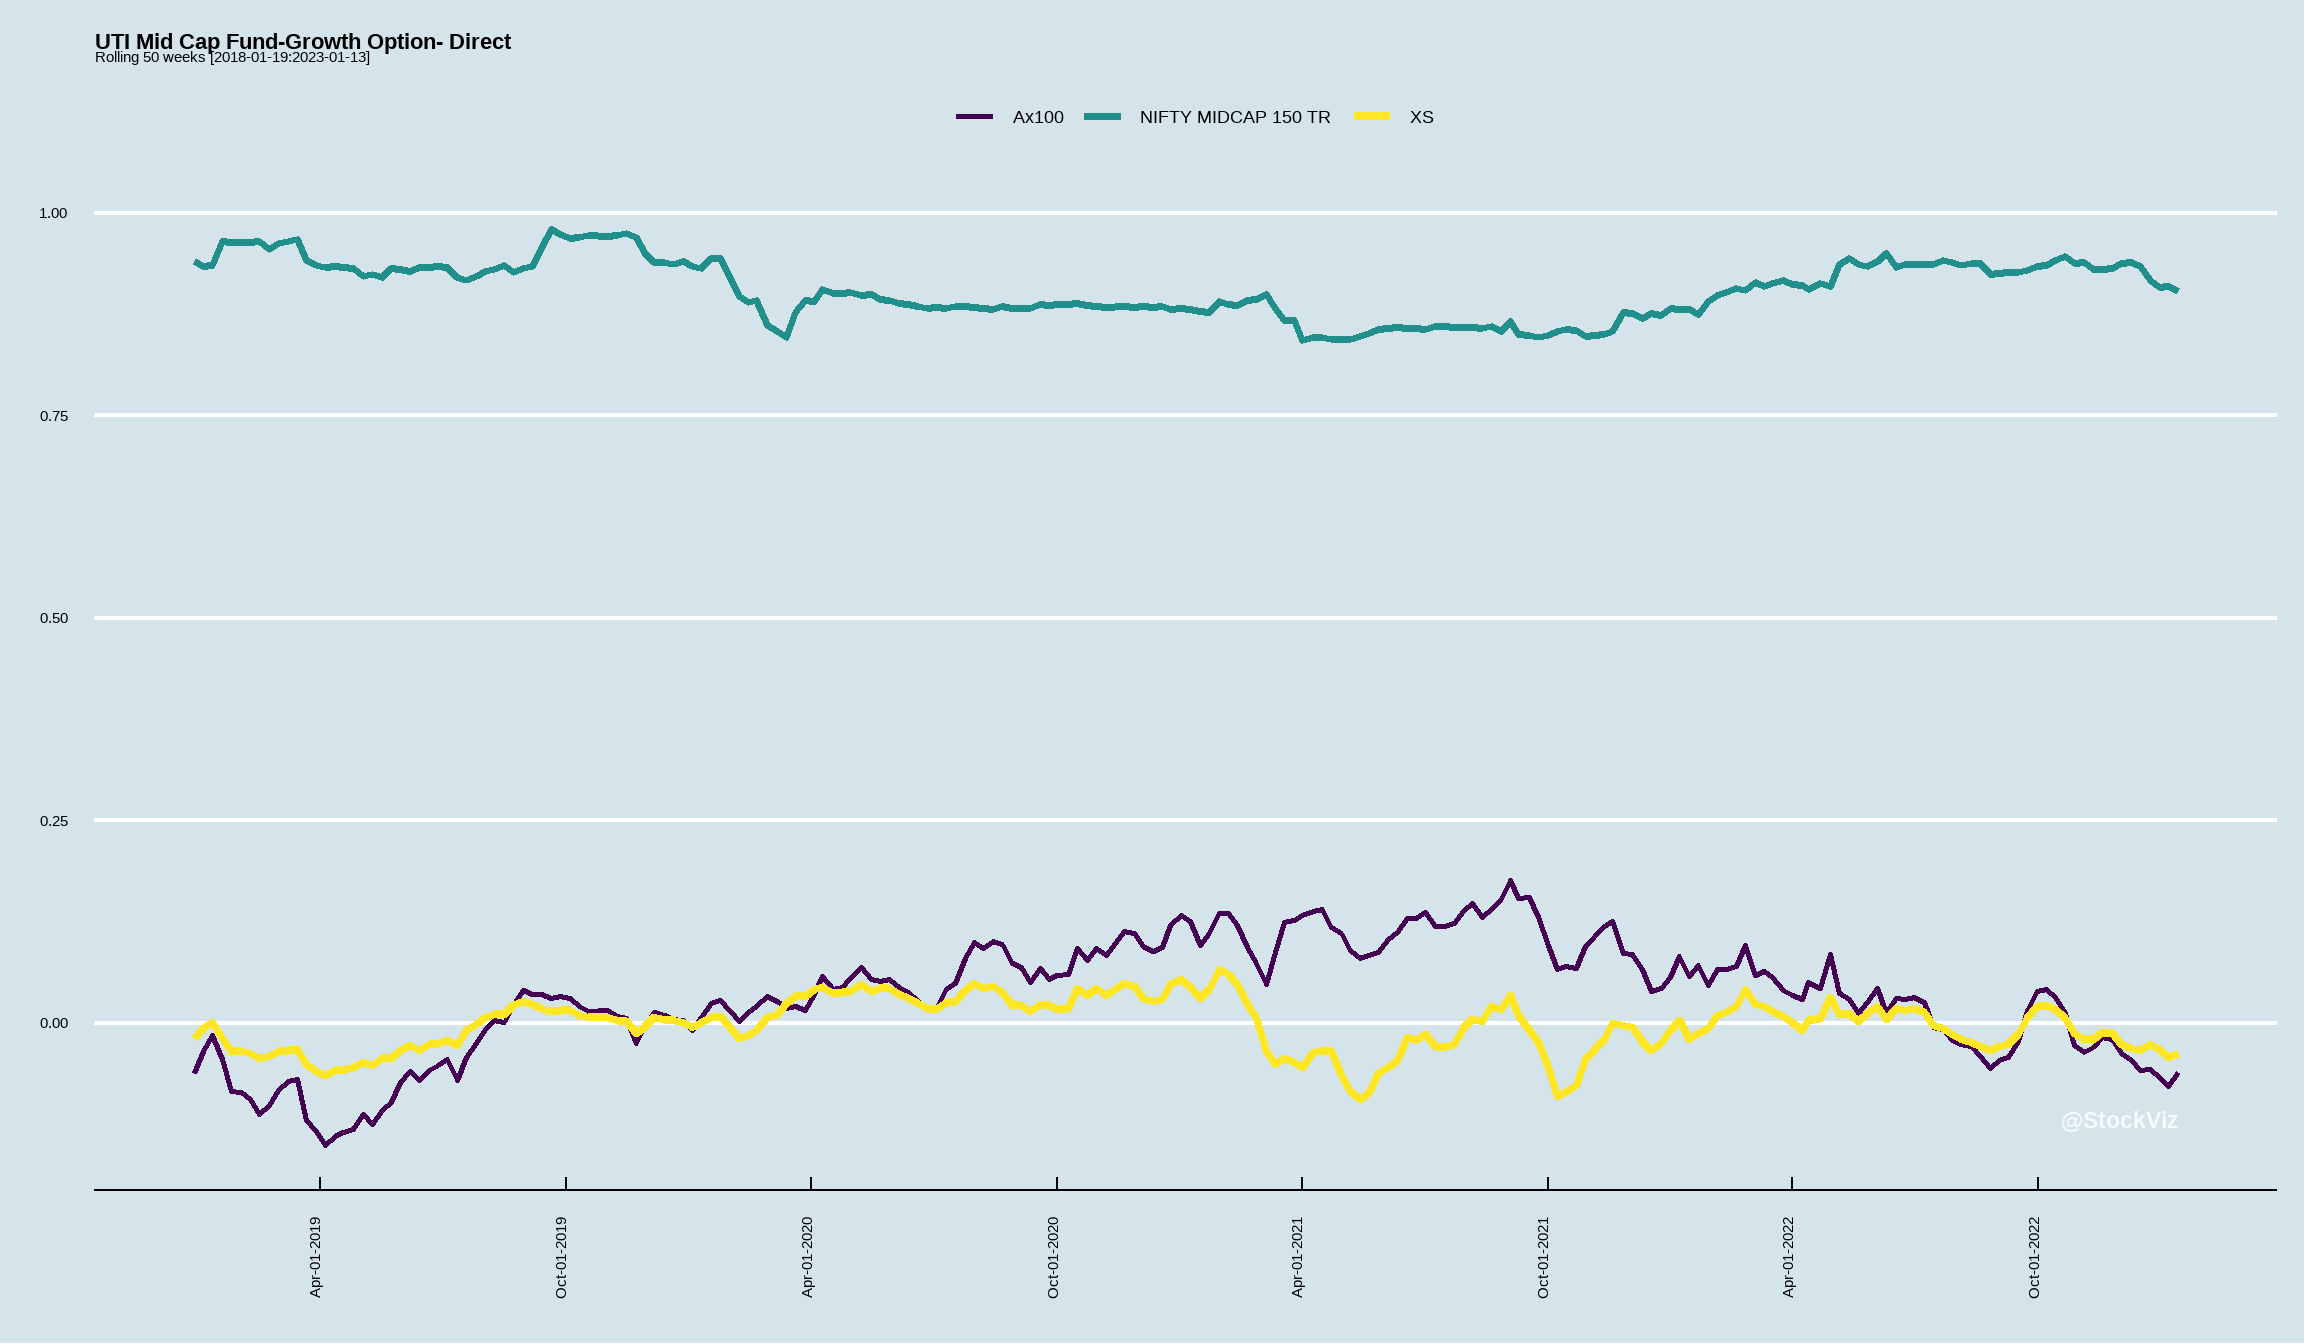 UTI Mid Cap Fund-Growth Option- Direct
Rolling 50 weeks [2018-01-19:2023-01-13]
Ax100 NIFTY MIDCAP 150 TR XS
1.00
0.75
0.50
0.25
0.00
@StockViz
Apr-01-2019
Oct-01-2019
Apr-01-2020
Oct-01-2020
Apr-01-2021
Oct-01-2021
Apr-01-2022
Oct-01-2022